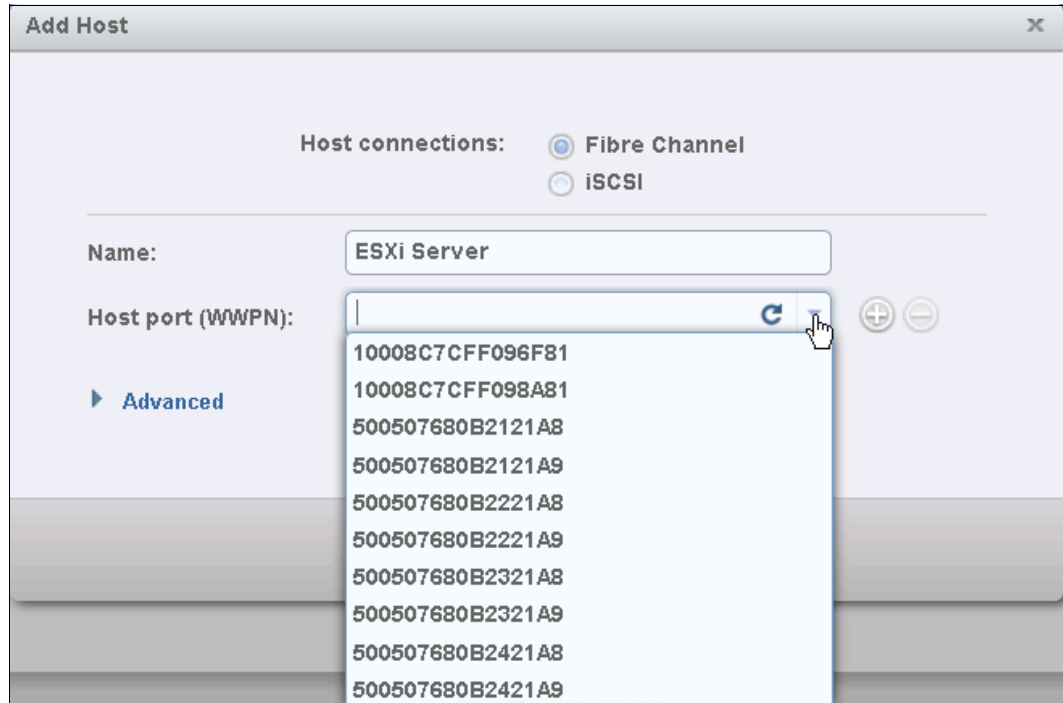 Add Host
x
Host connections: Fibre Channel
iSCSI
Name: ESXi Server
Host port (WWPN):
10008C7CFF096F81
10008C7CFF098A81
Advanced
500507680B2121A8
500507680B2121A9
500507680B2221A8
500507680B2221A9
500507680B2321A8
500507680B2321A9
500507680B2421A8
500507680B2421A9